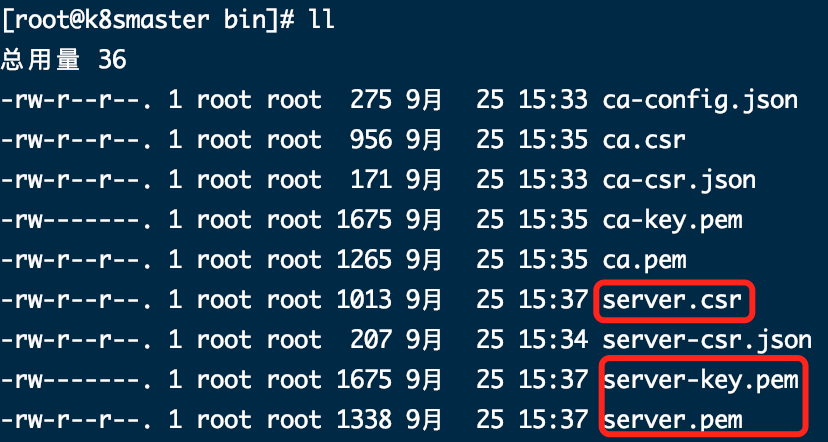 [root@k8smaster bin]# ll
总用量 36
-rw-r--r--. 1 root root  275 9月  25 15:33 ca-config.json
-rw-r--r--. 1 root root  956 9月  25 15:35 ca.csr
-rw-r--r--. 1 root root  171 9月  25 15:33 ca-csr.json
-rw-------. 1 root root 1675 9月  25 15:35 ca-key.pem
-rw-r--r--. 1 root root 1265 9月  25 15:35 ca.pem
-rw-r--r--. 1 root root 1013 9月  25 15:37 server.csr
-rw-r--r--. 1 root root  207 9月  25 15:34 server-csr.json
-rw-------. 1 root root 1675 9月  25 15:37 server-key.pem
-rw-r--r--. 1 root root 1338 9月  25 15:37 server.pem